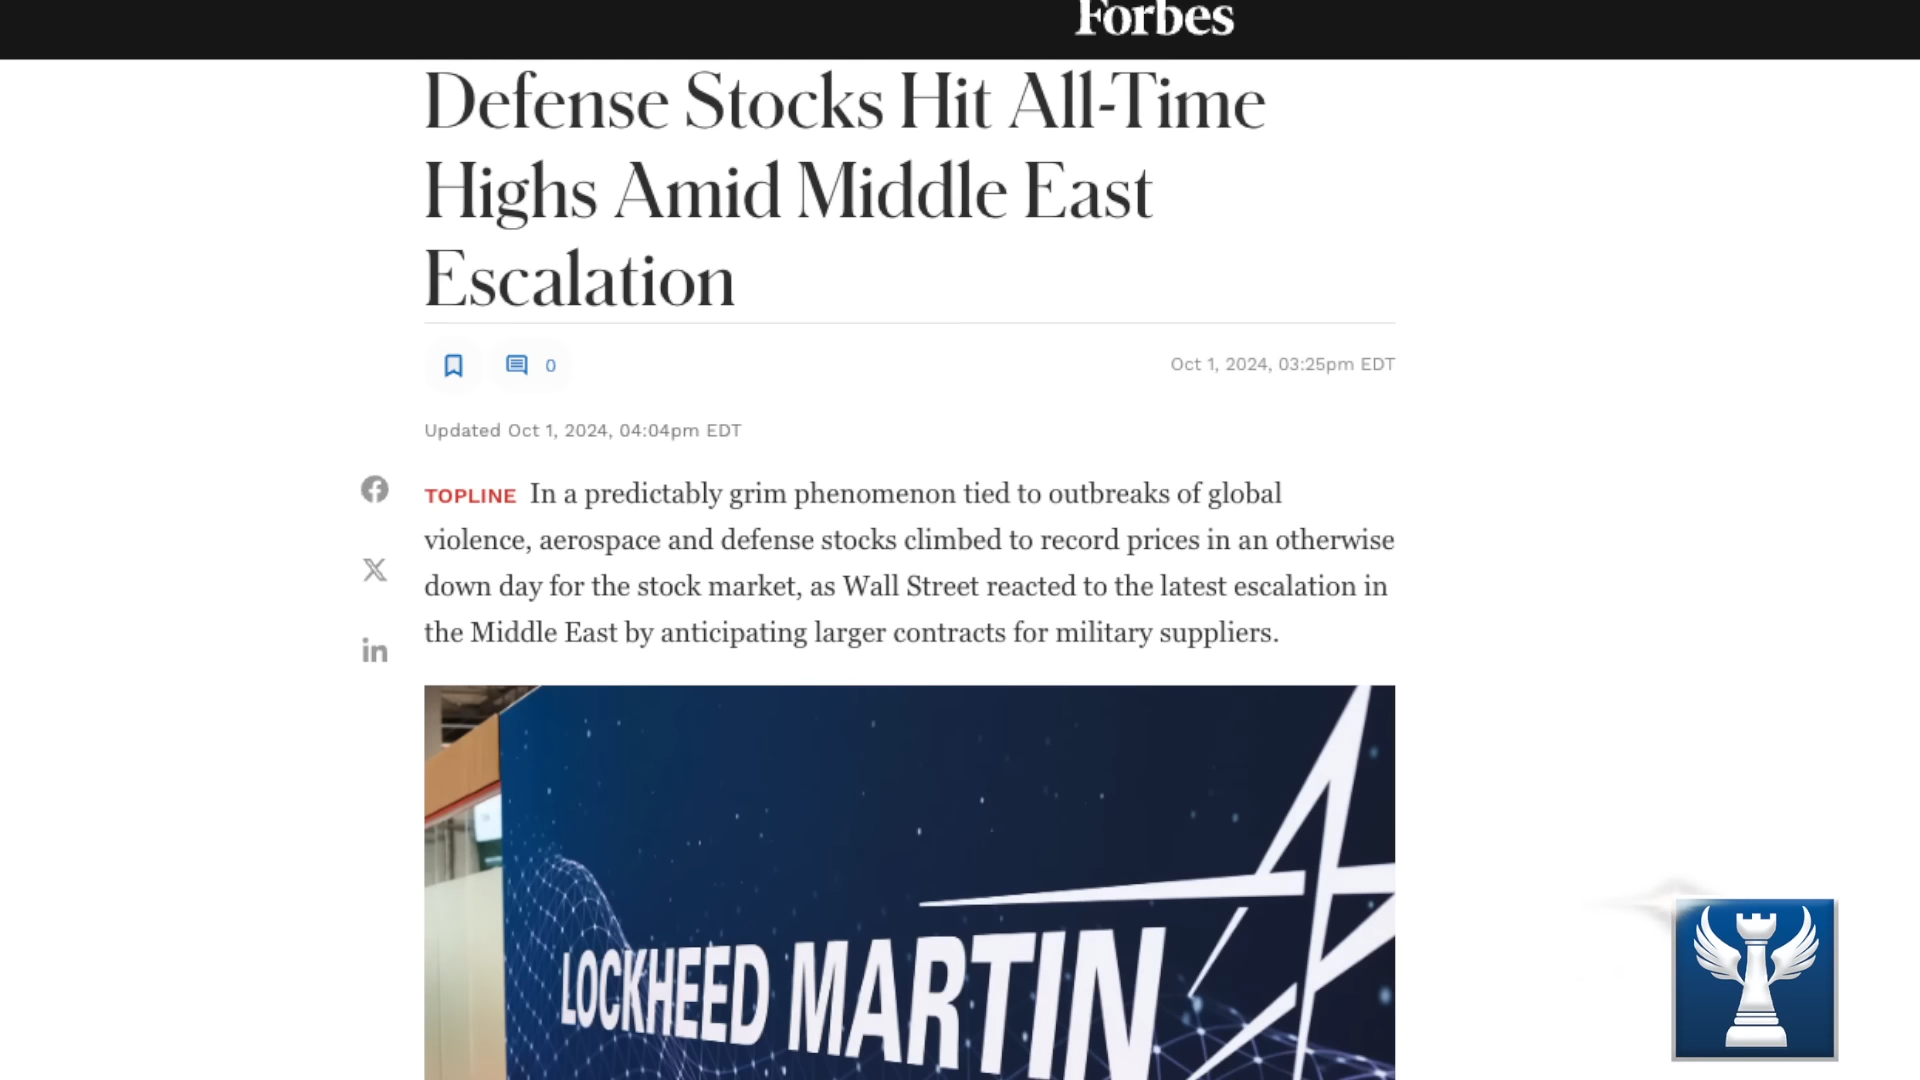 Forbes
Defense Stocks Hit All-Time
Highs Amid Middle East
Escalation
0
Oct 1, 2024, 03:25pm EDT
Updated Oct 1, 2024, 04:04pm EDT
TOPLINE In a predictably grim phenomenon tied to outbreaks of global
violence, aerospace and defense stocks climbed to record prices in an otherwise
down day for the stock market, as Wall Street reacted to the latest escalation in
the Middle East by anticipating larger contracts for military suppliers.
LOCKHEED MARTIN